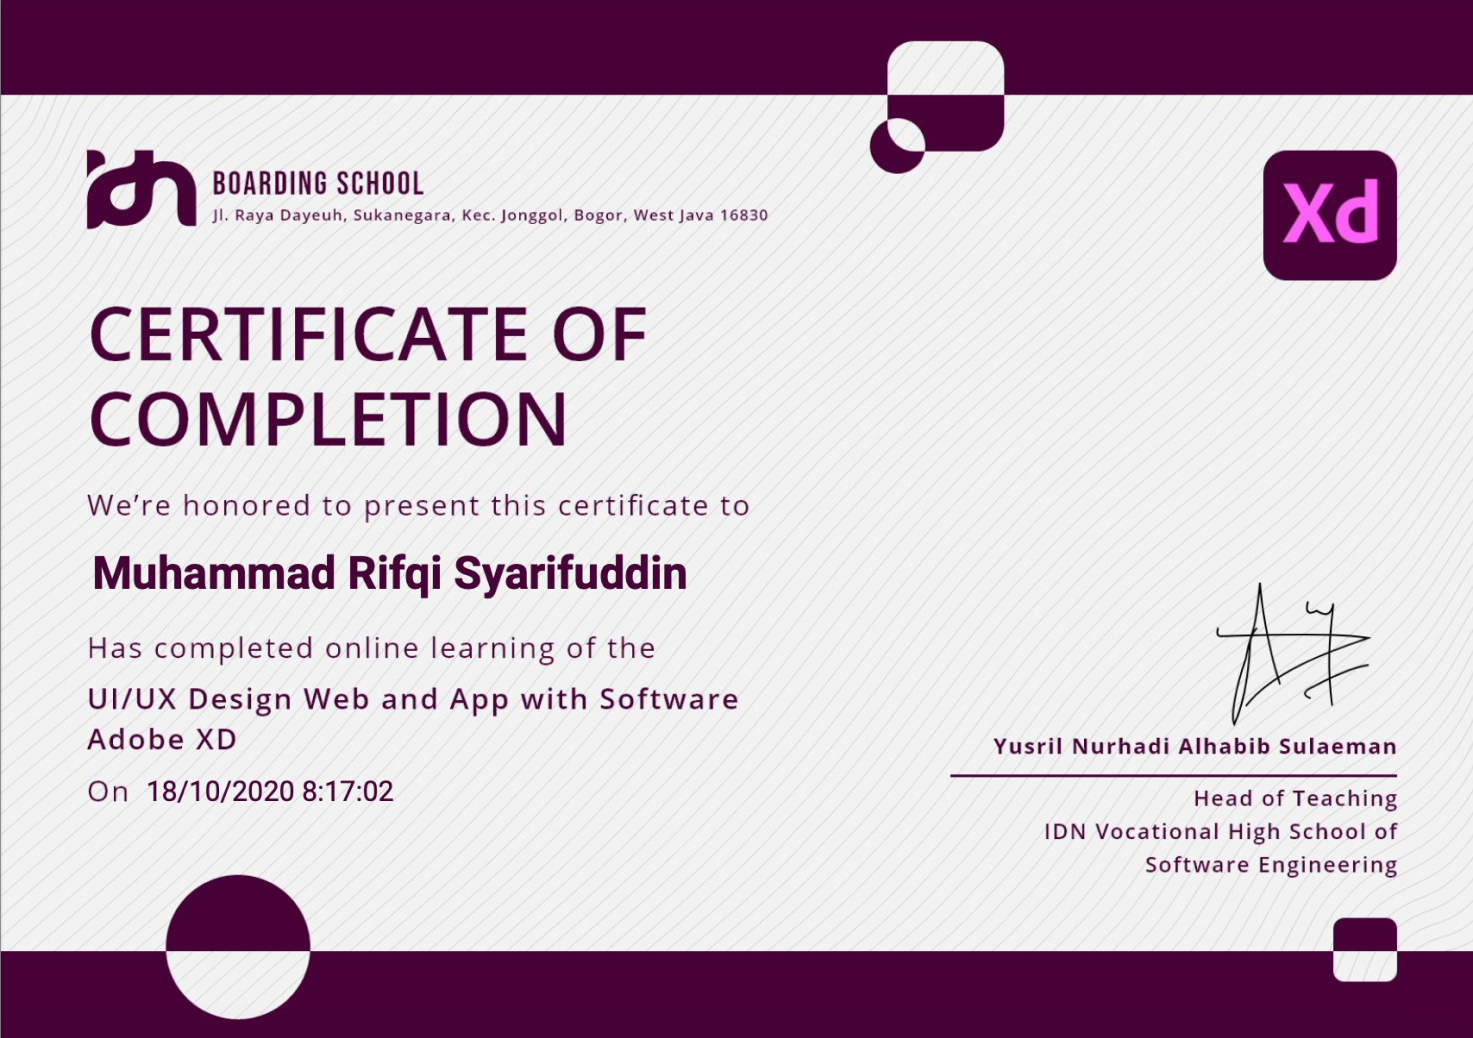 idn
BOARDING SCHOOL
Jl. Raya Dayeuh, Sukanegara, Kec. Jonggol, Bogor, West Java 16830
Xd
CERTIFICATE OF
COMPLETION
We’re honored to present this certificate to
Muhammad Rifqi Syarifuddin
Has completed online learning of the
UI/UX Design Web and App with Software
Adobe XD
On 18/10/2020 8:17:02
Yusril Nurhadi Alhabib Sulaeman
Head of Teaching
IDN Vocational High School of
Software Engineering